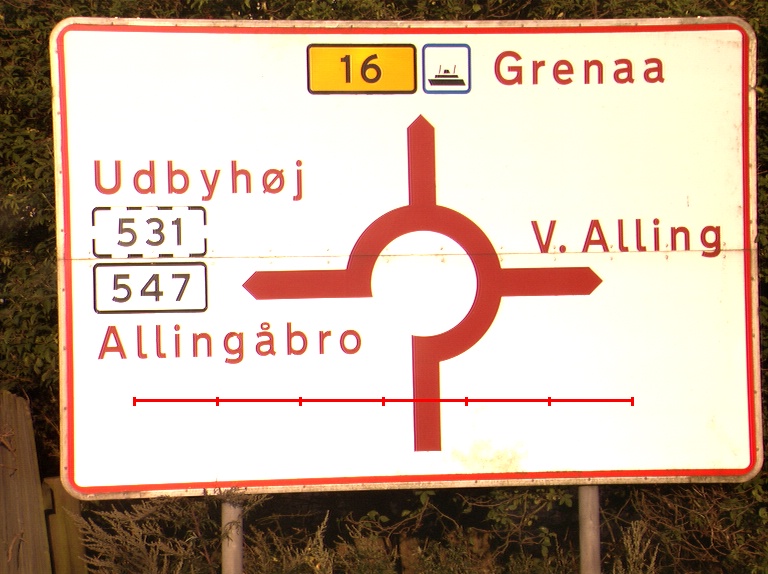 16 Grenaa
Udbyhøj
531
V. Alling
547
Allingåbro